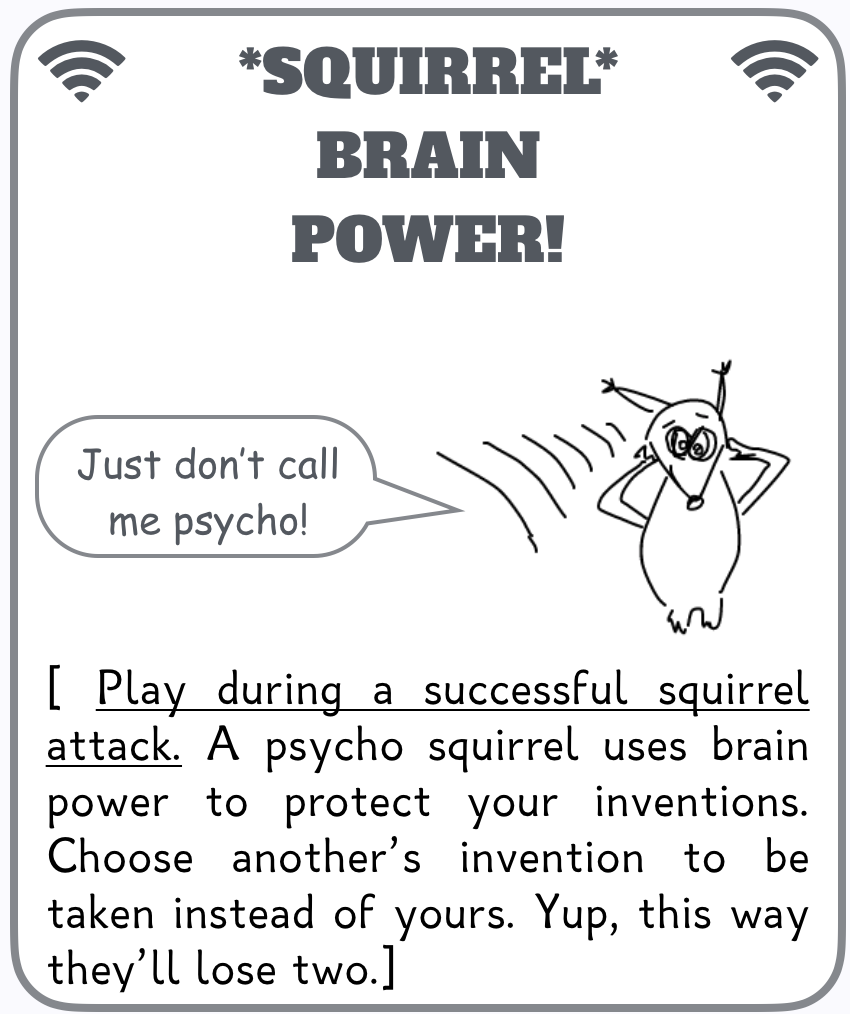 *SQUIRREL*
BRAIN
POWER!
Just don't call
me psycho!
[ Play during a successful squirrel
attack. A psycho squirrel uses brain
power to protect your inventions.
Choose another’s invention to be
taken instead of yours. Yup, this way
they’ll lose two.]